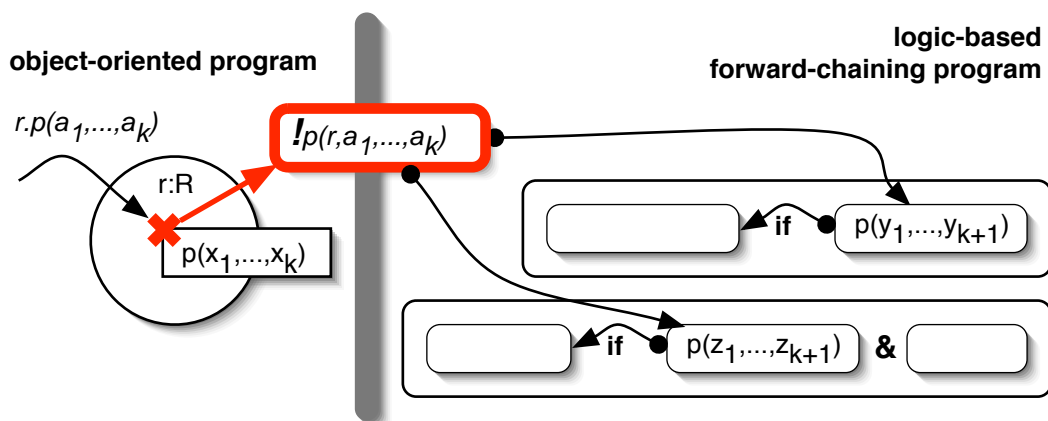 object-oriented program
logic-based
forward-chaining program
r.p(a1,...,ak)
!p(r,a1,...,ak)
r:R
p(x1,...,xk)
if
p(y1,...,yk+1)
if
p(z1,...,zk+1)
&